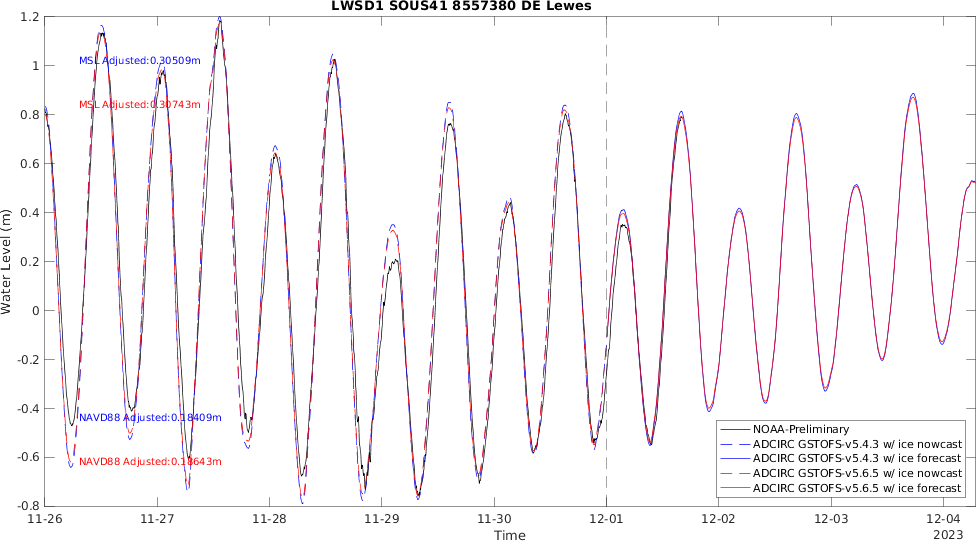 LWSD1 SOUS41 8557380 DE Lewes
1.2
1
0.8
0.6
0.4
0.2
0
-0.2
-0.4
-0.6
-0.8
Water Level (m)
MSL Adjusted:0.30509m
MSL Adjusted:0.30743m
NAVD88 Adjusted:0.18409m
NAVD88 Adjusted:0.18643m
NOAA-Preliminary
ADCIRC GSTOFS-v5.4.3 w/ ice nowcast
ADCIRC GSTOFS-v5.4.3 w/ ice forecast
ADCIRC GSTOFS-v5.6.5 w/ ice nowcast
ADCIRC GSTOFS-v5.6.5 w/ ice forecast
11-26 11-27 11-28 11-29 11-30 12-01 12-02 12-03 12-04
Time
2023